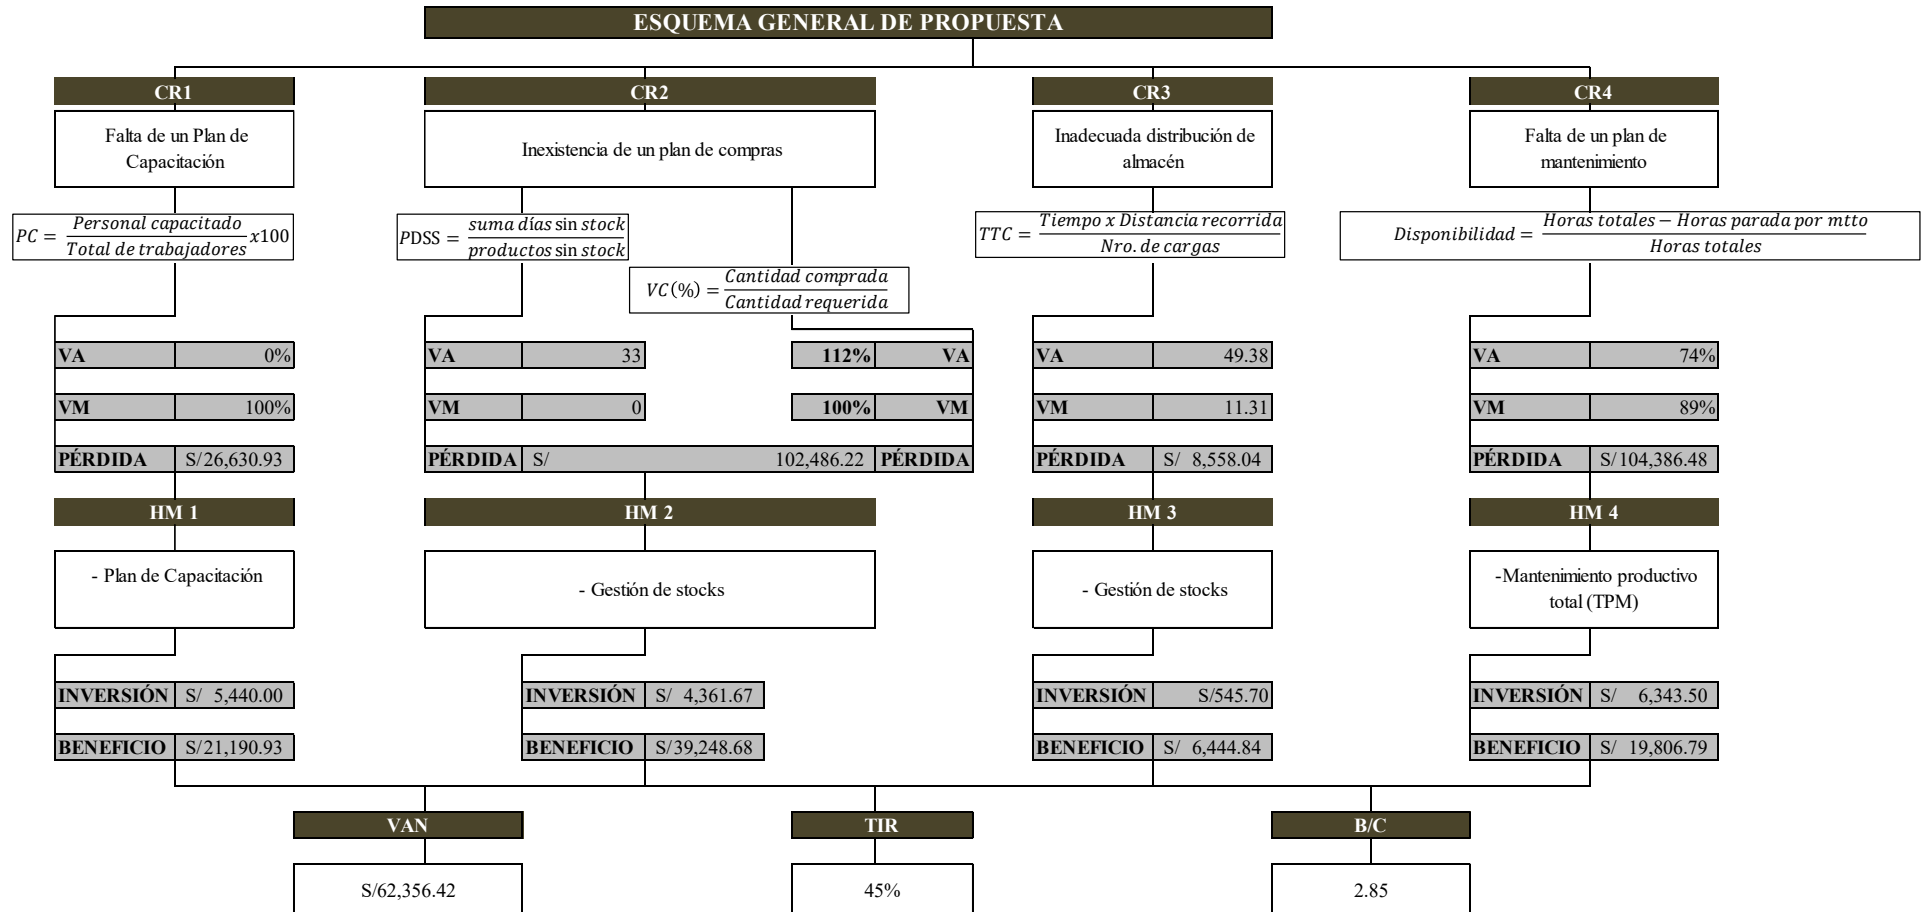 ESQUEMA GENERAL DE PROPUESTA
CR1
CR2
CR3
CR4
Falta de un Plan de
Capacitación
Inexistencia de un plan de compras
Inadecuada distribución de
almacén
Falta de un plan de
mantenimiento
PC = Personal capacitado / Total de trabajadores x100
PDSS = suma días sin stock / productos sin stock
TTC = Tiempo x Distancia recorrida / Nro. de cargas
Disponibilidad = Horas totales − Horas parada por mtto / Horas totales
VC(%) = Cantidad comprada / Cantidad requerida
VA 0%
VA 33
112% VA
VA 49.38
VA 74%
VM 100%
VM 0
100% VM
VM 11.31
VM 89%
PÉRDIDA S/26,630.93
PÉRDIDA S/ 102,486.22 PÉRDIDA
PÉRDIDA S/ 8,558.04
PÉRDIDA S/104,386.48
HM 1
HM 2
HM 3
HM 4
- Plan de Capacitación
- Gestión de stocks
- Gestión de stocks
-Mantenimiento productivo
total (TPM)
INVERSIÓN S/ 5,440.00
INVERSIÓN S/ 4,361.67
INVERSIÓN S/545.70
INVERSIÓN S/ 6,343.50
BENEFICIO S/21,190.93
BENEFICIO S/39,248.68
BENEFICIO S/ 6,444.84
BENEFICIO S/ 19,806.79
VAN
TIR
B/C
S/62,356.42
45%
2.85